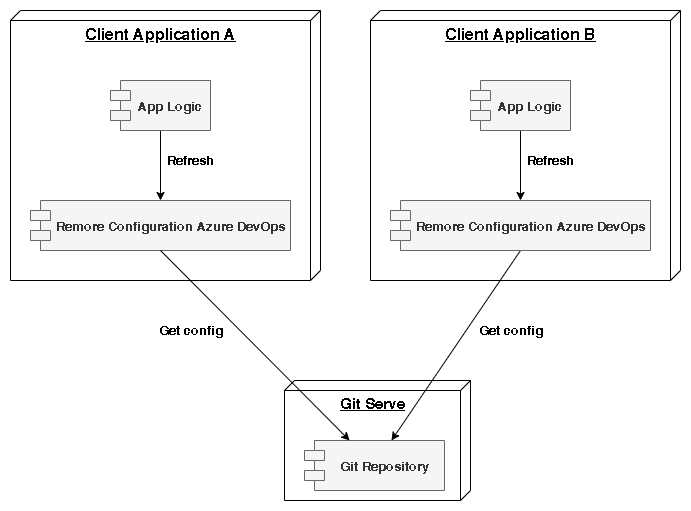 Client Application A
Client Application B
App Logic
App Logic
Refresh
Refresh
Remore Configuration Azure DevOps
Remore Configuration Azure DevOps
Get config
Get config
Git Serve
Git Repository